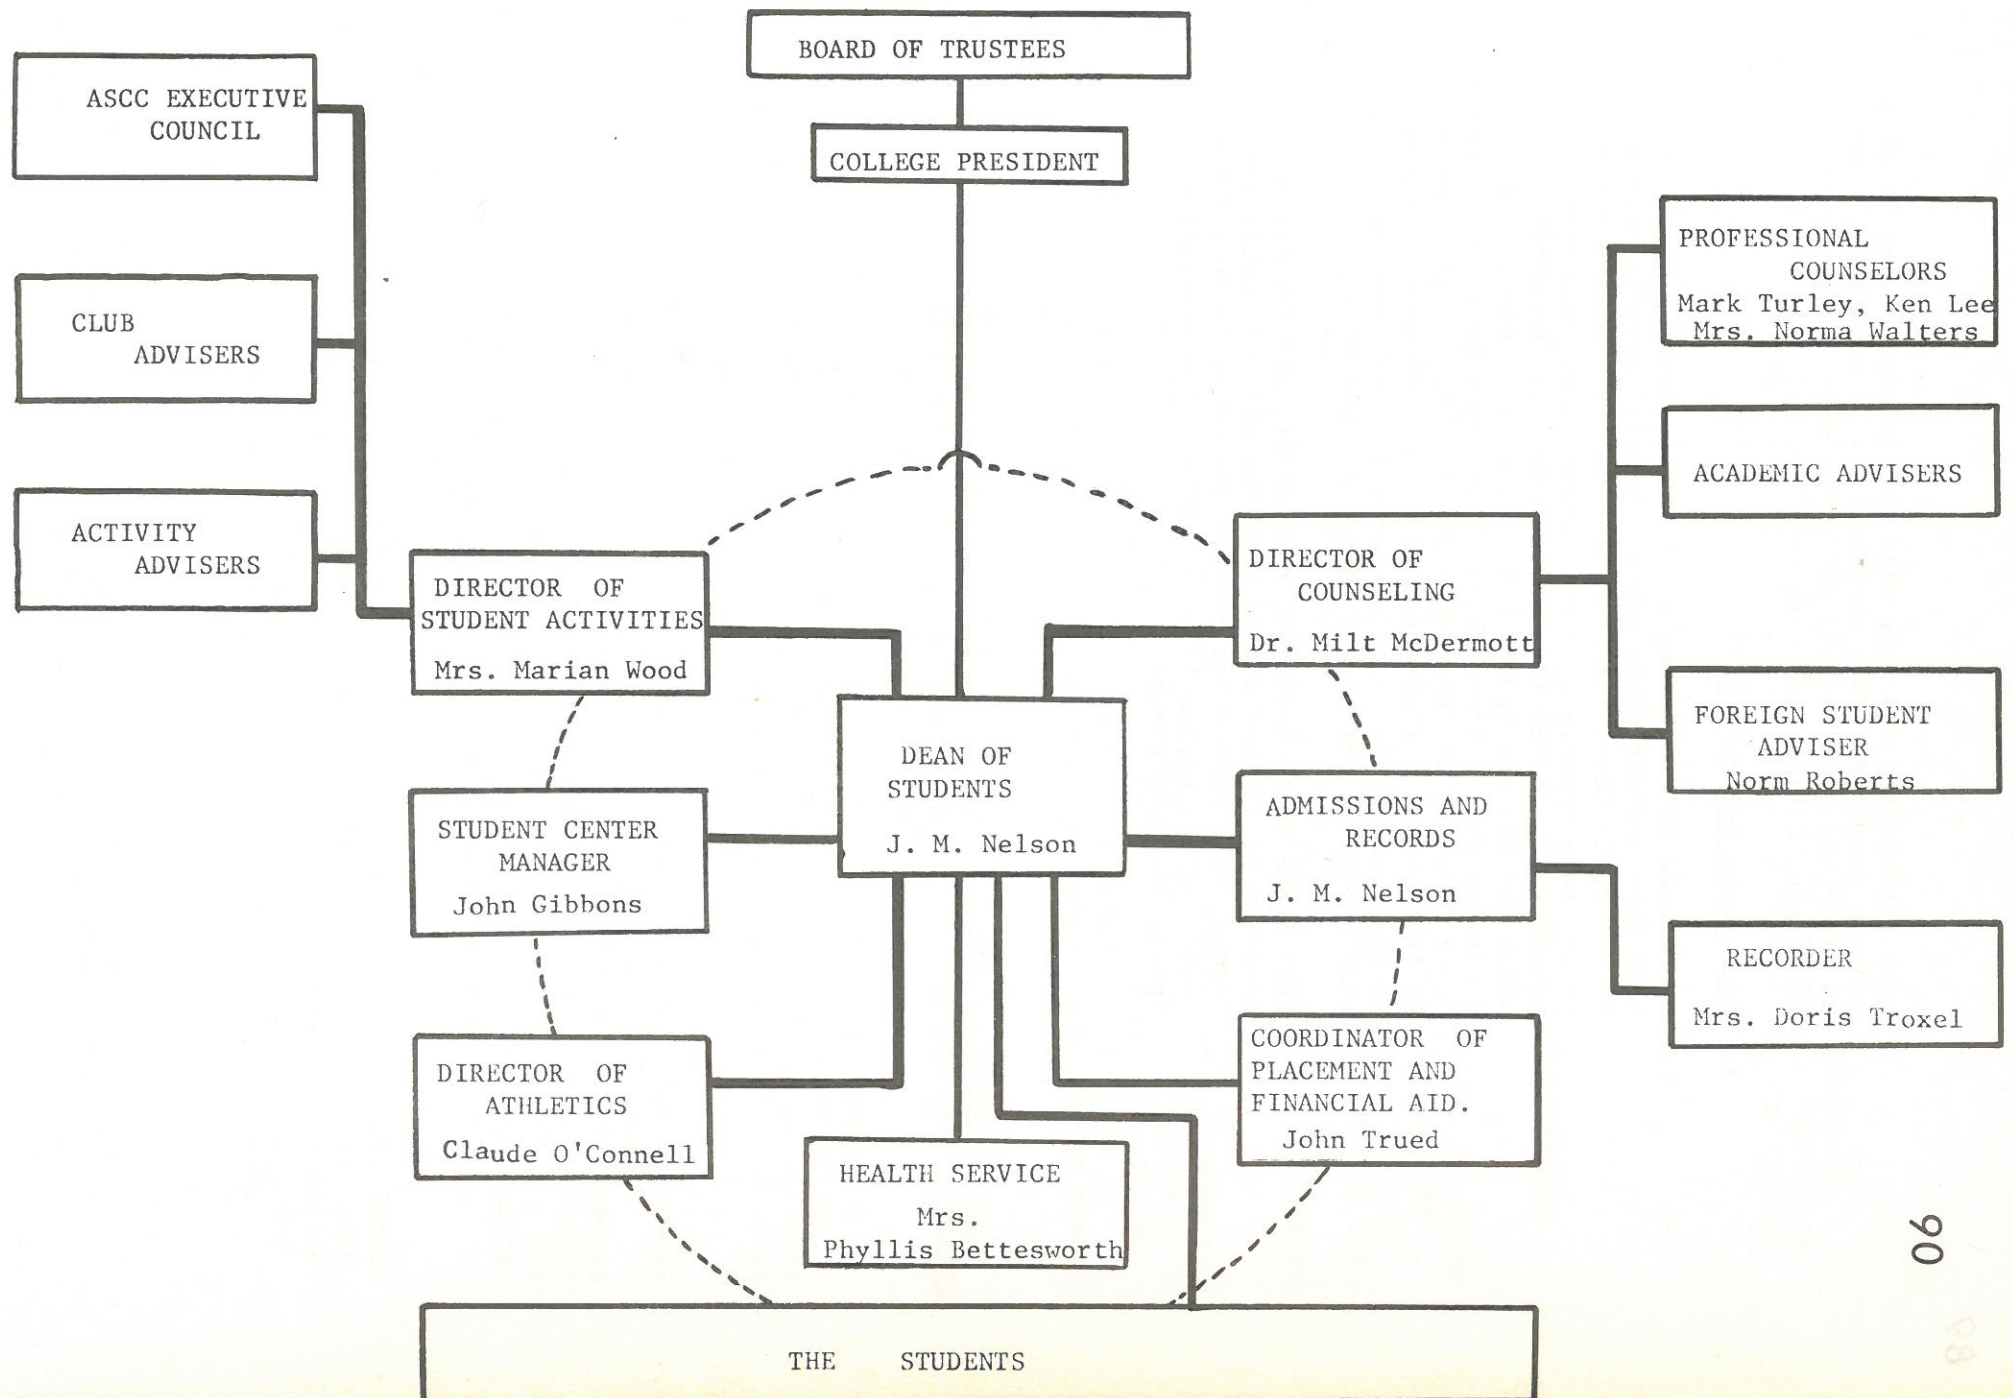 BOARD OF TRUSTEES
COLLEGE PRESIDENT
ASCC EXECUTIVE
COUNCIL
CLUB
ADVISERS
ACTIVITY
ADVISERS
DIRECTOR OF
STUDENT ACTIVITIES
Mrs. Marian Wood
STUDENT CENTER
MANAGER
John Gibbons
DIRECTOR OF
ATHLETICS
Claude O'Connell
DEAN OF
STUDENTS
J. M. Nelson
HEALTH SERVICE
Mrs.
Phyllis Bettesworth
DIRECTOR OF
COUNSELING
Dr. Milt McDermott
ADMISSIONS AND
RECORDS
J. M. Nelson
COORDINATOR OF
PLACEMENT AND
FINANCIAL AID.
John Trued
PROFESSIONAL
COUNSELORS
Mark Turley, Ken Lee
Mrs. Norma Walters
ACADEMIC ADVISERS
FOREIGN STUDENT
ADVISER
Norm Roberts
RECORDER
Mrs. Doris Troxel
THE STUDENTS
90